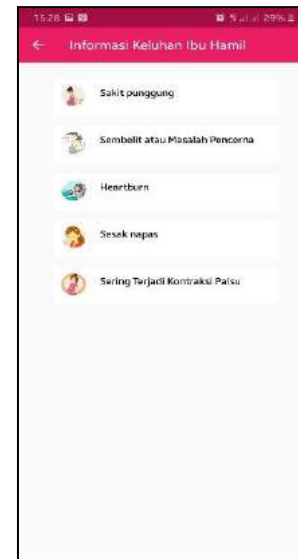 15:28 29%
Informasi Keluhan Ibu Hamil
Sakit punggung
Sembelit atau Masalah Pencerna
Heartburn
Sesak napas
Sering Terjadi Kontraksi Palsu